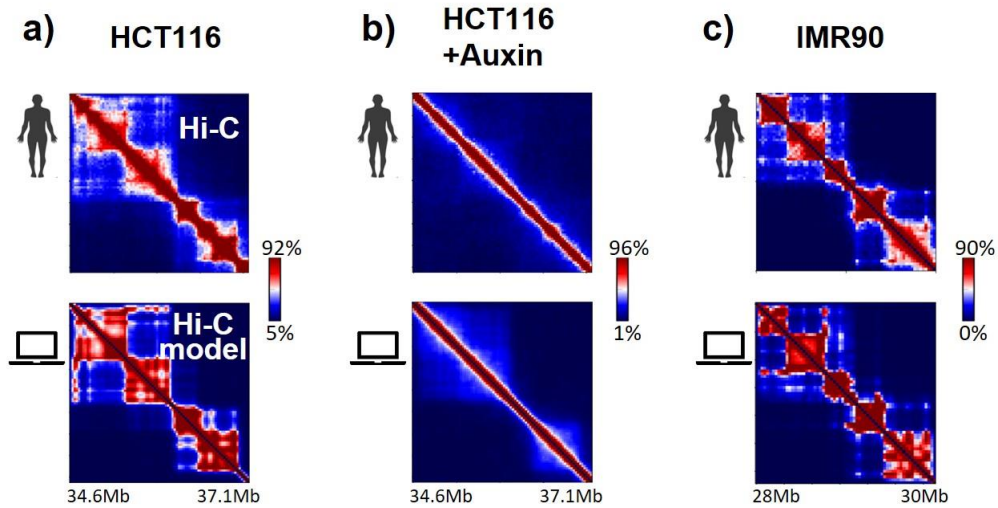 a) HCT116
b) HCT116
+Auxin
c) IMR90
Hi-C
92%
5%
96%
1%
90%
0%
Hi-C
model
34.6Mb 37.1Mb
34.6Mb 37.1Mb
28Mb 30Mb